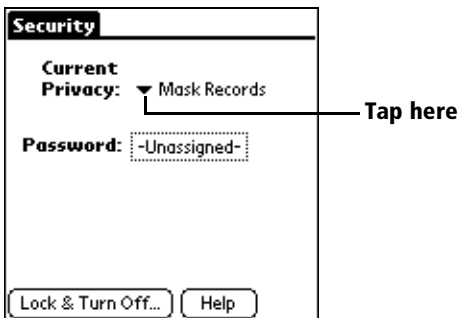 Security
Current
Privacy: Mask Records
Tap here
Password: -Unassigned-
Lock & Turn Off... Help